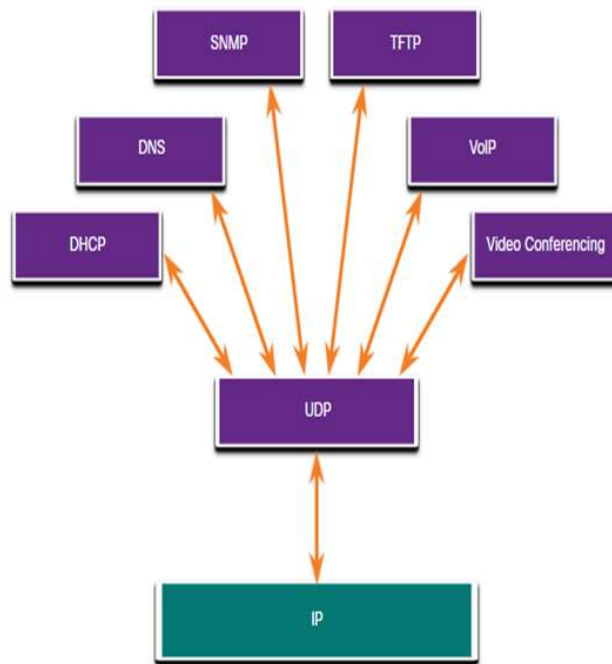 SNMP
TFTP
DNS
VoIP
DHCP
Video Conferencing
UDP
IP